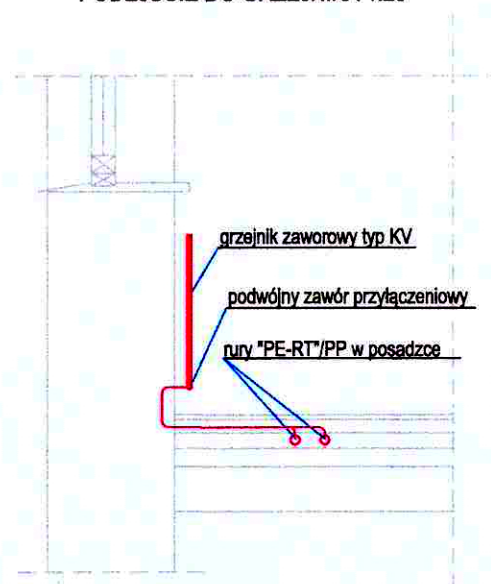 grzejnik zaworowy typ KV
podwójny zawór przyłączeniowy
rury "PE-RT"/PP w posadzce